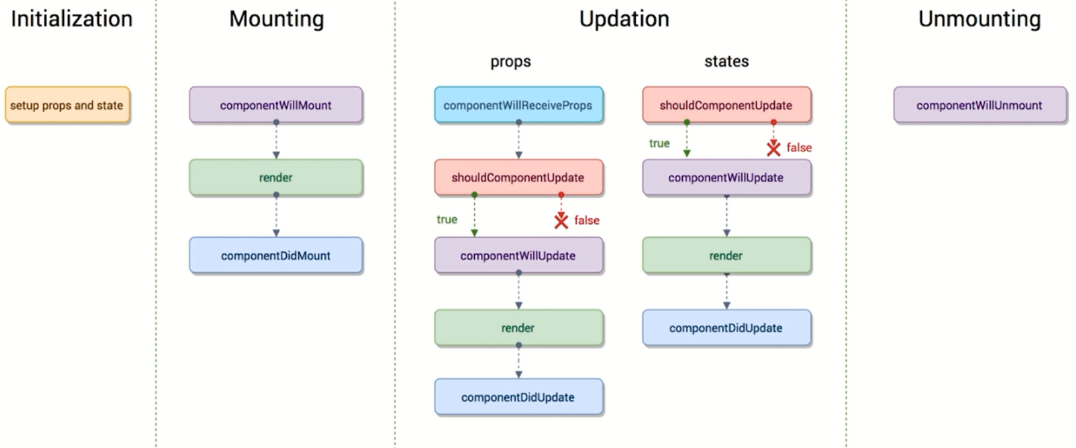 Initialization
setup props and state
Mounting
componentWillMount
render
componentDidMount
Updation
props
componentWillReceiveProps
shouldComponentUpdate
true
false
componentWillUpdate
render
componentDidUpdate
states
shouldComponentUpdate
true
false
componentWillUpdate
render
componentDidUpdate
Unmounting
componentWillUnmount